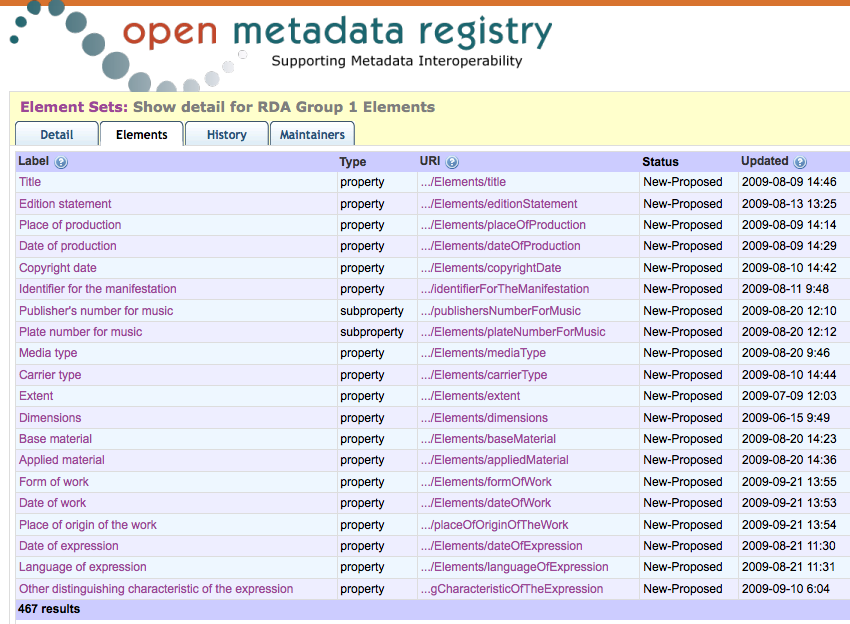 open metadata registry
Supporting Metadata Interoperability
Element Sets: Show detail for RDA Group 1 Elements
Detail Elements History Maintainers
Label ? Type URI ? Status Updated ?
Title property .../Elements/title New-Proposed 2009-08-09 14:46
Edition statement property .../Elements/editionStatement New-Proposed 2009-08-13 13:25
Place of production property .../Elements/placeOfProduction New-Proposed 2009-08-09 14:14
Date of production property .../Elements/dateOfProduction New-Proposed 2009-08-09 14:29
Copyright date property .../Elements/copyrightDate New-Proposed 2009-08-10 14:42
Identifier for the manifestation property .../identifierForTheManifestation New-Proposed 2009-08-11 9:48
Publisher's number for music subproperty .../publishersNumberForMusic New-Proposed 2009-08-20 12:10
Plate number for music subproperty .../Elements/plateNumberForMusic New-Proposed 2009-08-20 12:12
Media type property .../Elements/mediaType New-Proposed 2009-08-20 9:46
Carrier type property .../Elements/carrierType New-Proposed 2009-08-10 14:44
Extent property .../Elements/extent New-Proposed 2009-07-09 12:03
Dimensions property .../Elements/dimensions New-Proposed 2009-06-15 9:49
Base material property .../Elements/baseMaterial New-Proposed 2009-08-20 14:23
Applied material property .../Elements/appliedMaterial New-Proposed 2009-08-20 14:36
Form of work property .../Elements/formOfWork New-Proposed 2009-09-21 13:55
Date of work property .../Elements/dateOfWork New-Proposed 2009-09-21 13:53
Place of origin of the work property .../placeOfOriginOfTheWork New-Proposed 2009-09-21 13:54
Date of expression property .../Elements/dateOfExpression New-Proposed 2009-08-21 11:30
Language of expression property .../Elements/languageOfExpression New-Proposed 2009-08-21 11:31
Other distinguishing characteristic of the expression property ...gCharacteristicOfTheExpression New-Proposed 2009-09-10 6:04
467 results